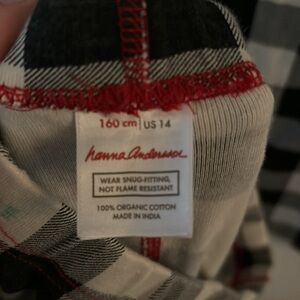 160 cm | US 14
hanna andersson
WEAR SNUG-FITTING,
NOT FLAME RESISTANT
100% ORGANIC COTTON
MADE IN INDIA